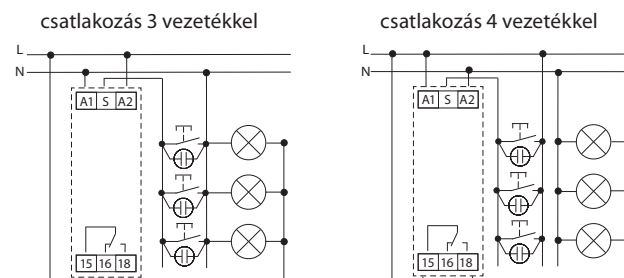 csatlakozás 3 vezetékkel
L
N
A1 S A2
15 16 18
csatlakozás 4 vezetékkel
L
N
A1 S A2
15 16 18